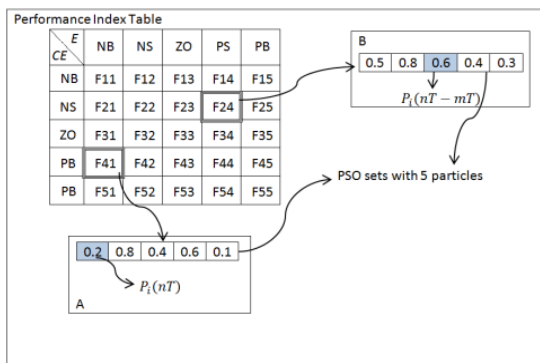 Performance Index Table
E
CE
NB NS ZO PS PB
NB F11 F12 F13 F14 F15
NS F21 F22 F23 F24 F25
ZO F31 F32 F33 F34 F35
PB F41 F42 F43 F44 F45
PB F51 F52 F53 F54 F55
B
0.5 0.8 0.6 0.4 0.3
P_i(nT − mT)
PSO sets with 5 particles
0.2 0.8 0.4 0.6 0.1
P_i(nT)
A